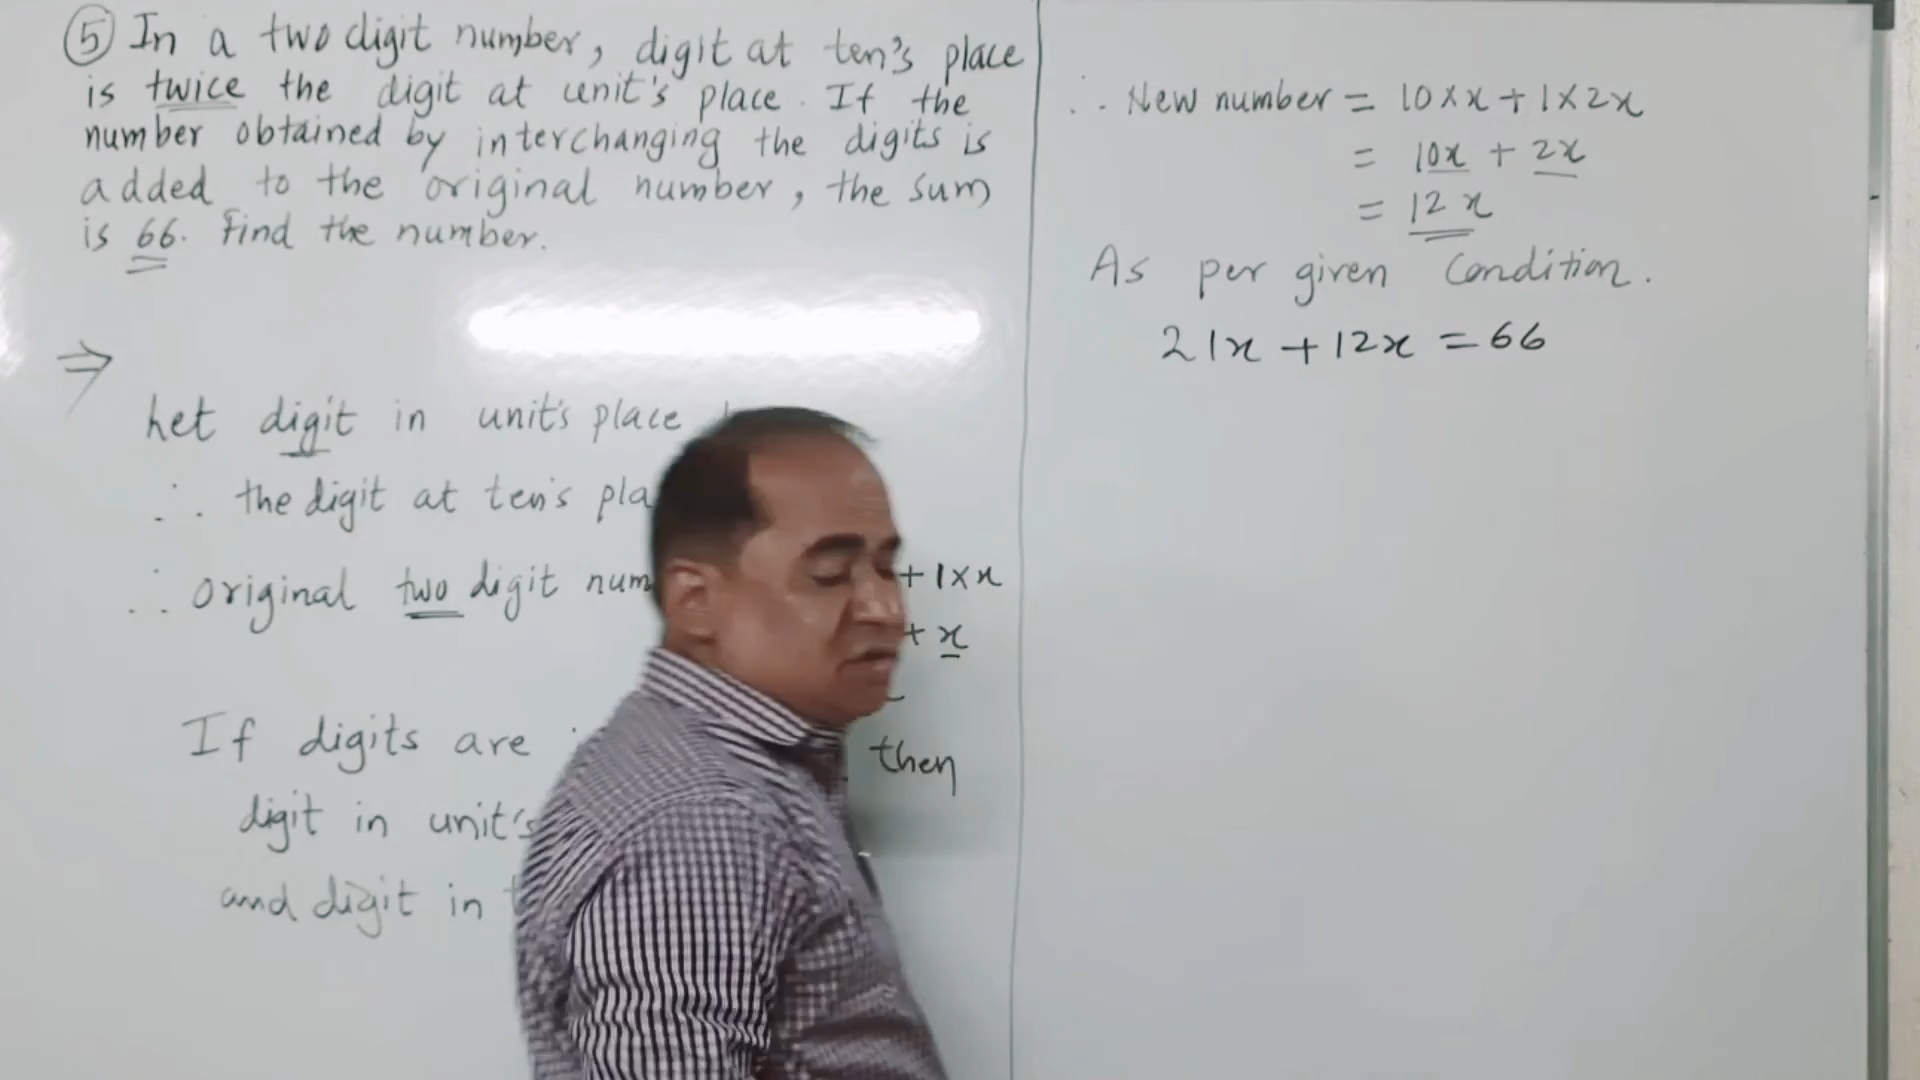 ⑤ In a two digit number, digit at ten's place
is twice the digit at unit's place. If the
number obtained by interchanging the digits is
added to the original number, the sum
is 66. Find the number.
⇒
Let digit in unit's place
∴ the digit at ten's
∴ original two digit
+ 1×x
+ x
If digits are
then
digit in unit's
and digit in
∴ New number = 10×x + 1×2x
= 10x + 2x
= 12x
As per given Condition.
21x + 12x = 66